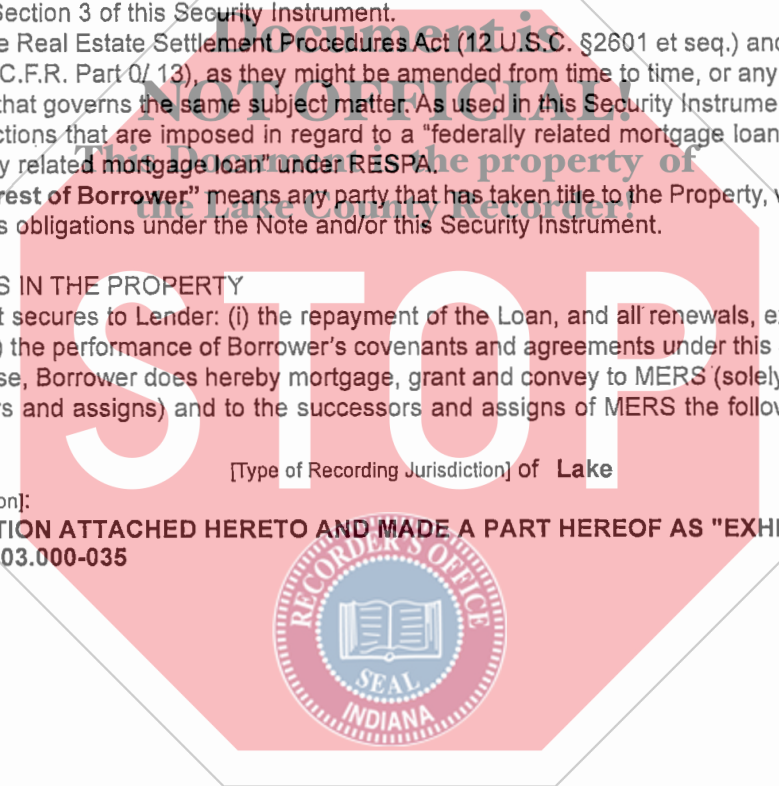 Section 3 of this Security Instrument.
Document is
e Real Estate Settlement Procedures Act (12 U.S.C. §2601 et seq.) and
C.F.R. Part 0/ 13), as they might be amended from time to time, or any
NOT OFFICIAL!
that governs the same subject matter. As used in this Security Instrume
ctions that are imposed in regard to a "federally related mortgage loan
This Document is the property of
y related mortgage loan" under RESPA.
rest of Borrower" means any party that has taken title to the Property, w
the Lake County Recorder!
s obligations under the Note and/or this Security Instrument.
S IN THE PROPERTY
STOP
t secures to Lender: (i) the repayment of the Loan, and all renewals, ex
) the performance of Borrower's covenants and agreements under this
se, Borrower does hereby mortgage, grant and convey to MERS (solely
rs and assigns) and to the successors and assigns of MERS the follow
[Type of Recording Jurisdiction] of Lake
on]:
TION ATTACHED HERETO AND MADE A PART HEREOF AS "EXHI
03.000-035
RECORDER'S OFFICE
SEAL
INDIANA